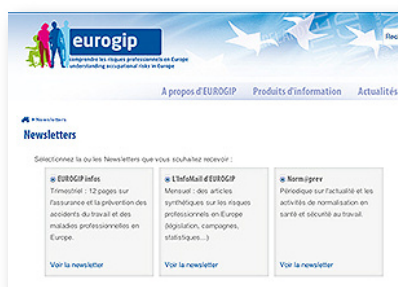 eurogip
comprendre les risques professionnels en Europe
understanding occupational risks in Europe
Rec
A propos d'EUROGIP Produits d'information Actualités
Newsletters
Newsletters
Sélectionnez la ou les Newsletters que vous souhaitez recevoir :
EUROGIP infos
Trimestriel : 12 pages sur
l'assurance et la prévention des
accidents du travail et des
maladies professionnelles en
Europe.
Voir la newsletter
L'InfoMail d'EUROGIP
Mensuel : des articles
synthétiques sur les risques
professionnels en Europe
(législation, campagnes,
statistiques...)
Voir la newsletter
Norm@prev
Périodique sur l'actualité et les
activités de normalisation en
santé et sécurité au travail.
Voir la newsletter